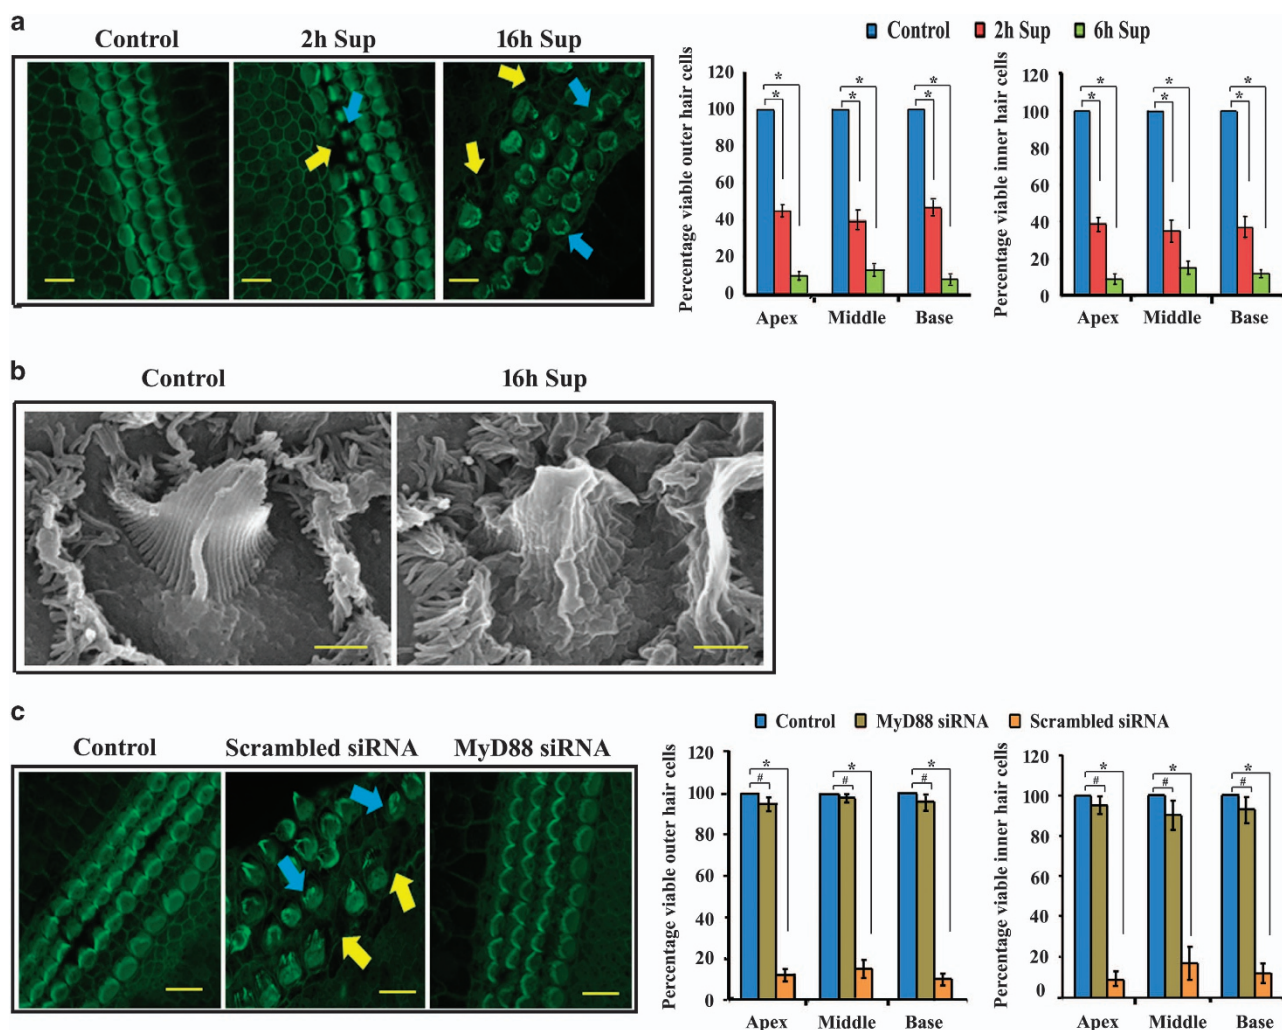 a
Control 2h Sup 16h Sup
Control 2h Sup 6h Sup
Percentage viable outer hair cells
120
100
80
60
40
20
0
* * * * * *
Apex Middle Base
Percentage viable inner hair cells
120
100
80
60
40
20
0
* * * * * *
Apex Middle Base
b
Control 16h Sup
c
Control Scrambled siRNA MyD88 siRNA
Control MyD88 siRNA Scrambled siRNA
Percentage viable outer hair cells
120
100
80
60
40
20
0
* * *
# # #
Apex Middle Base
Percentage viable inner hair cells
120
100
80
60
40
20
0
* * *
# # #
Apex Middle Base